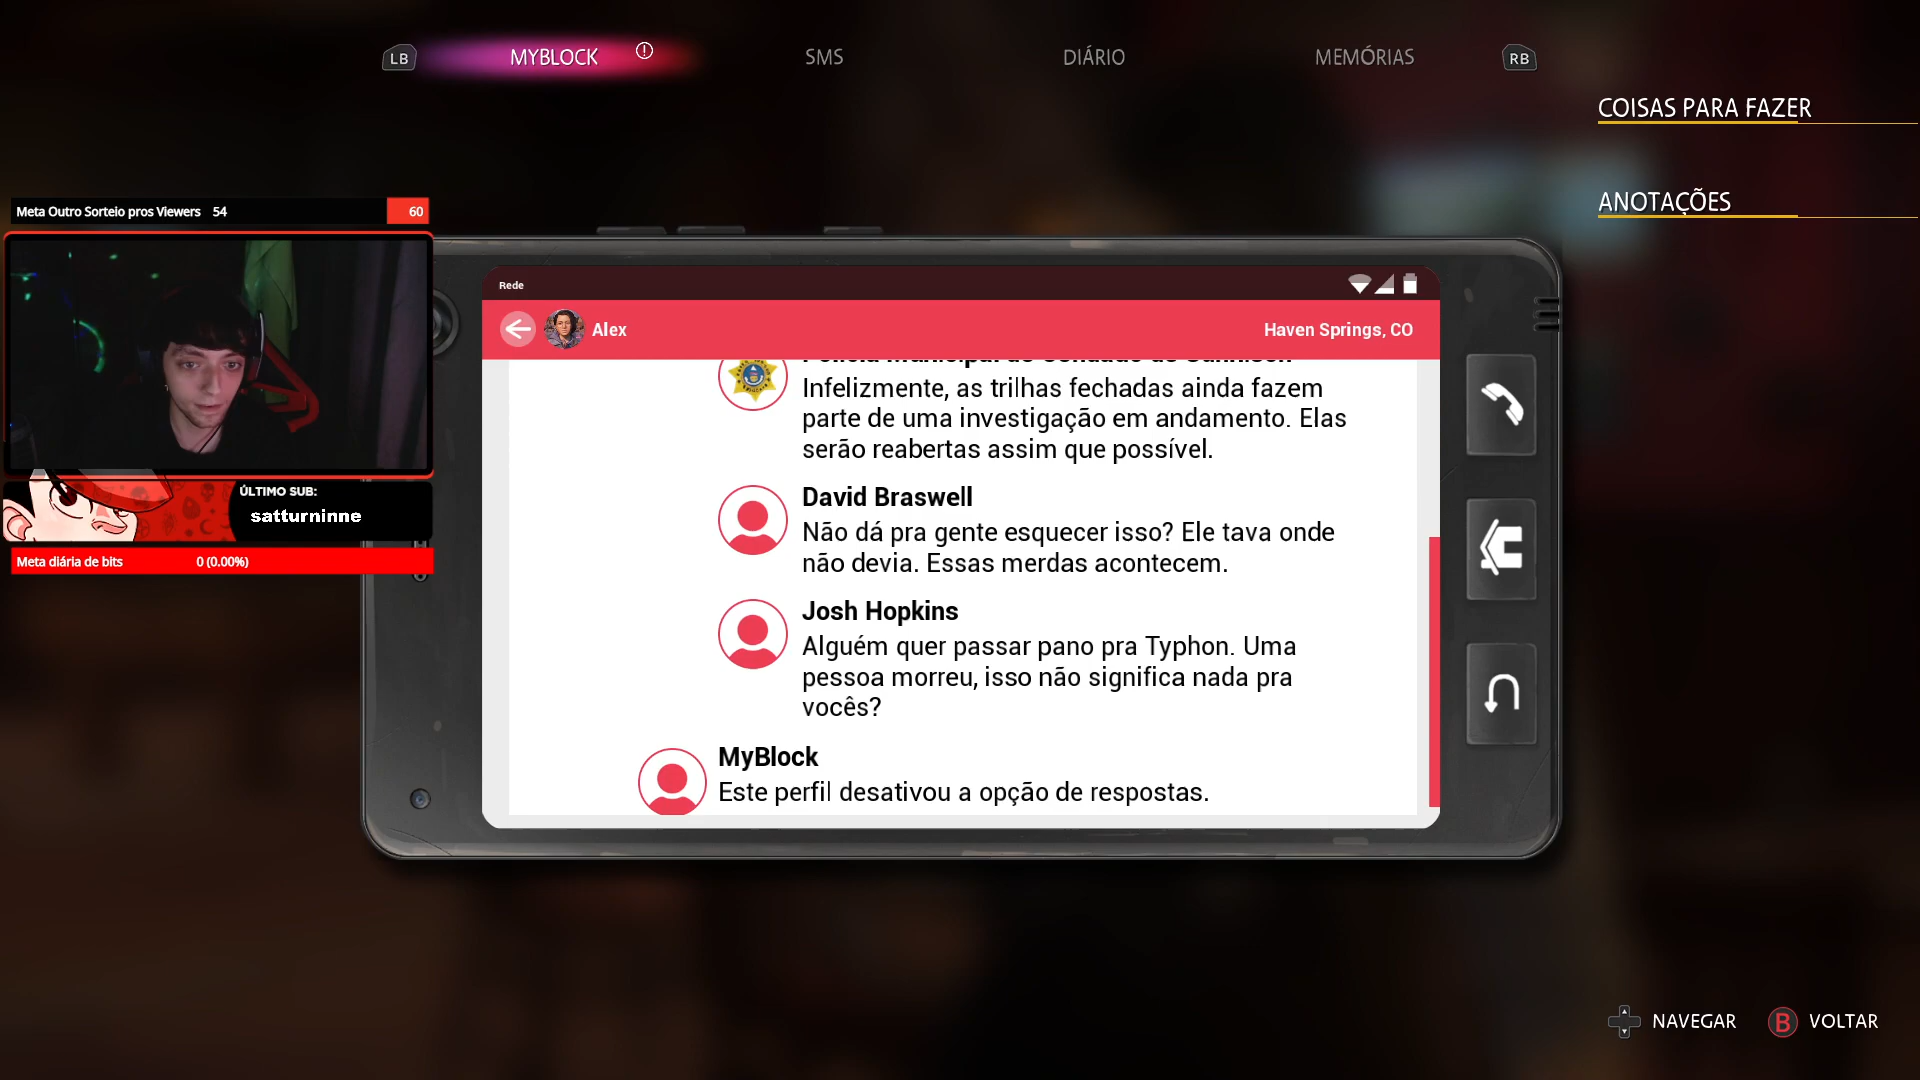 LB
MYBLOCK
SMS
DIÁRIO
MEMÓRIAS
RB
COISAS PARA FAZER
ANOTAÇÕES
Meta Outro Sorteio pros Viewers 54
60
ÚLTIMO SUB:
satturninne
Meta diária de bits 0 (0.00%)
Rede
Alex
Haven Springs, CO
Infelizmente, as trilhas fechadas ainda fazem
parte de uma investigação em andamento. Elas
serão reabertas assim que possível.
David Braswell
Não dá pra gente esquecer isso? Ele tava onde
não devia. Essas merdas acontecem.
Josh Hopkins
Alguém quer passar pano pra Typhon. Uma
pessoa morreu, isso não significa nada pra
vocês?
MyBlock
Este perfil desativou a opção de respostas.
NAVEGAR
B VOLTAR